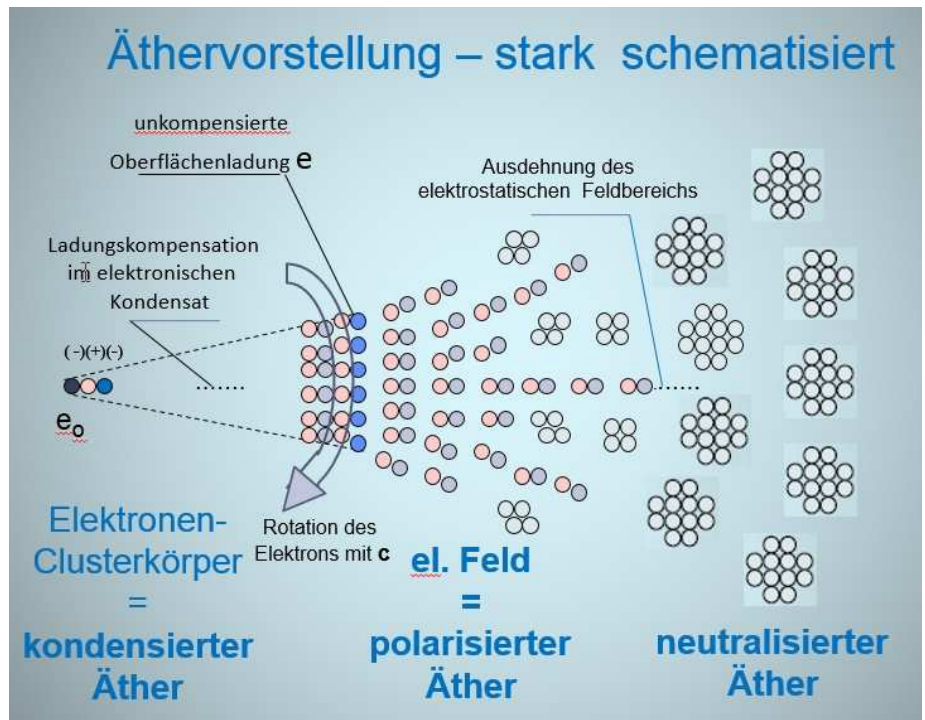 Äthervorstellung – stark schematisiert
unkompensierte
Oberflächenladung e
Ausdehnung des
elektrostatischen Feldbereichs
Ladungskompensation
im elektronischen
Kondensat
(-)(+)(-)
e₀
Rotation des
Elektrons mit c
Elektronen-
Clusterkörper
=
kondensierter
Äther
el. Feld
=
polarisierter
Äther
neutralisierter
Äther